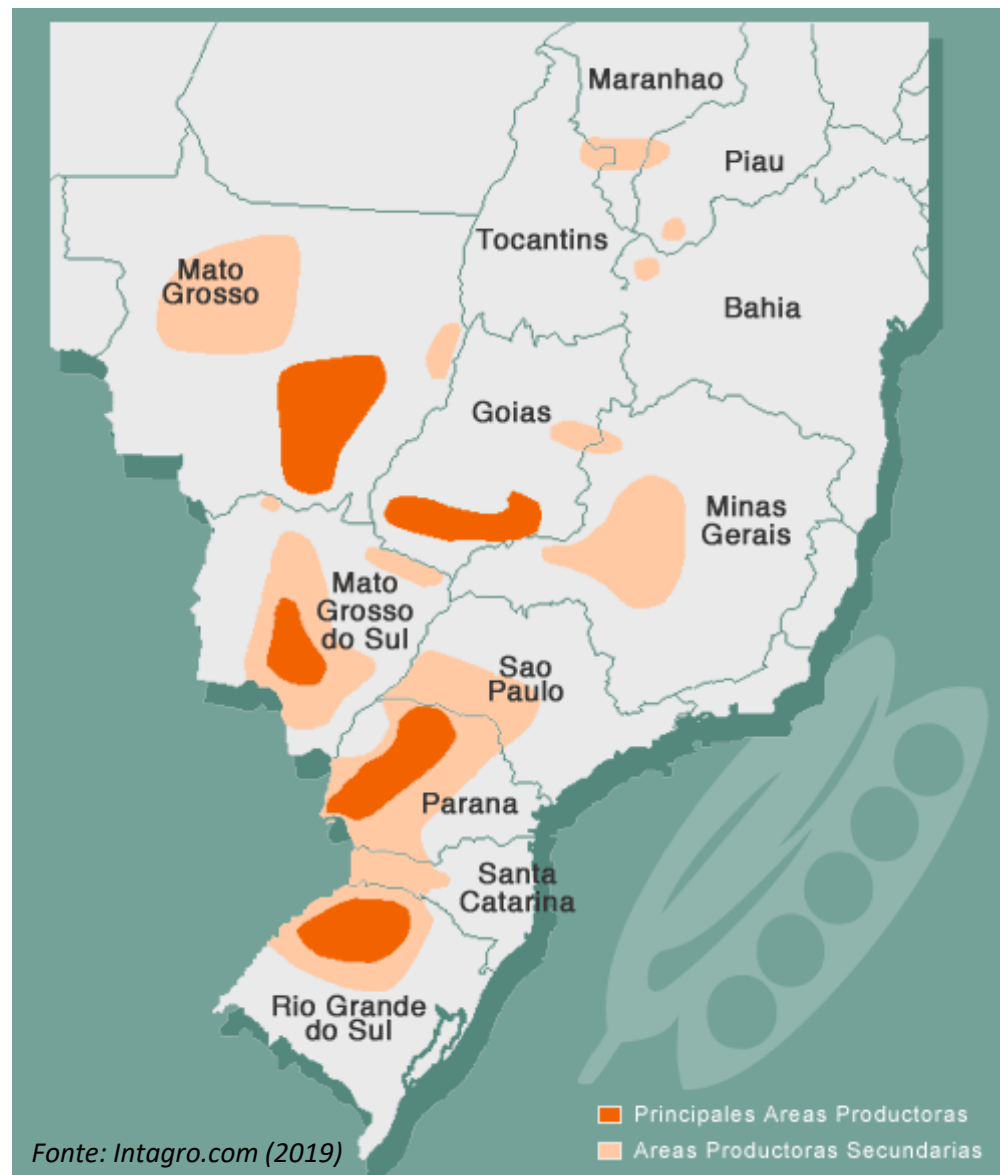 Maranhao
Piau
Tocantins
Mato
Grosso
Bahia
Goias
Minas
Gerais
Mato
Grosso
do Sul
Sao
Paulo
Parana
Santa
Catarina
Rio Grande
do Sul
Principales Areas Productoras
Areas Productoras Secundarias
Fonte: Intagro.com (2019)